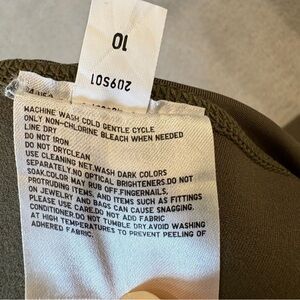 10
209S01
MACHINE WASH COLD GENTLE CYCLE
ONLY NON-CHLORINE BLEACH WHEN NEEDED
LINE DRY
DO NOT IRON
DO NOT DRYCLEAN
USE CLEANING NET.WASH DARK COLORS
SEPARATELY.NO OPTICAL BRIGHTENERS.DO NOT
SOAK.COLOR MAY RUB OFF.FINGERNAILS,
PROTRUDING ITEMS, AND ITEMS SUCH AS FITTINGS
ON JEWELRY AND BAGS CAN CAUSE SNAGGING.
PLEASE USE CARE.DO NOT ADD FABRIC
CONDITIONER.DO NOT TUMBLE DRY.AVOID WASHING
AT HIGH TEMPERATURES TO PREVENT PEELING OF
ADHERED FABRIC.